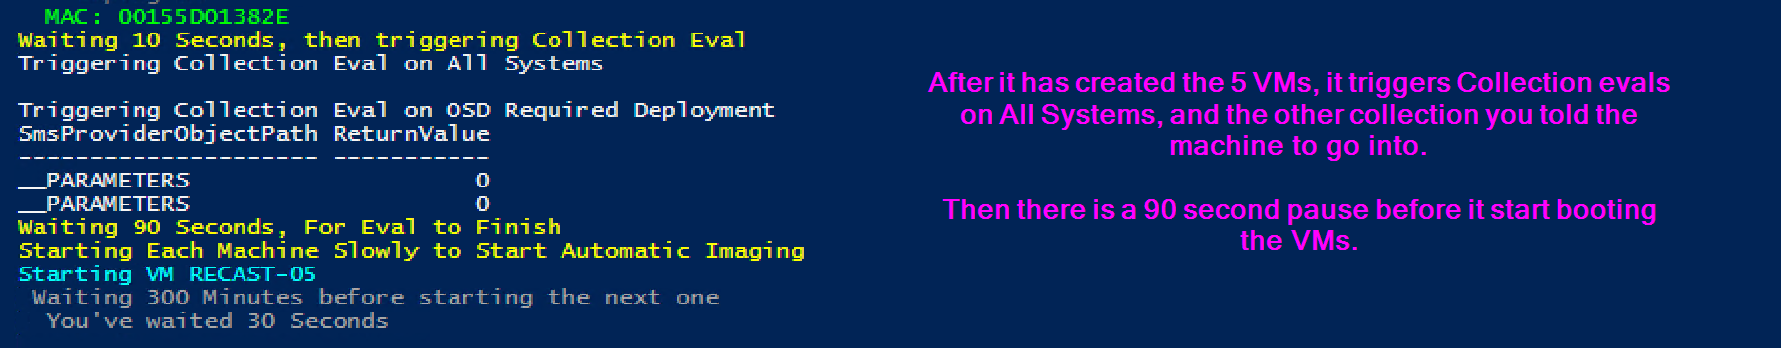 MAC: 00155D01382E
Waiting 10 Seconds, then triggering Collection Eval
Triggering Collection Eval on All Systems
Triggering Collection Eval on OSD Required Deployment
SmsProviderObjectPath ReturnValue
--------------------- -----------
__PARAMETERS                    0
__PARAMETERS                    0
Waiting 90 Seconds, For Eval to Finish
Starting Each Machine Slowly to Start Automatic Imaging
Starting VM RECAST-05
Waiting 300 Minutes before starting the next one
You've waited 30 Seconds
After it has created the 5 VMs, it triggers Collection evals
on All Systems, and the other collection you told the
machine to go into.
Then there is a 90 second pause before it start booting
the VMs.